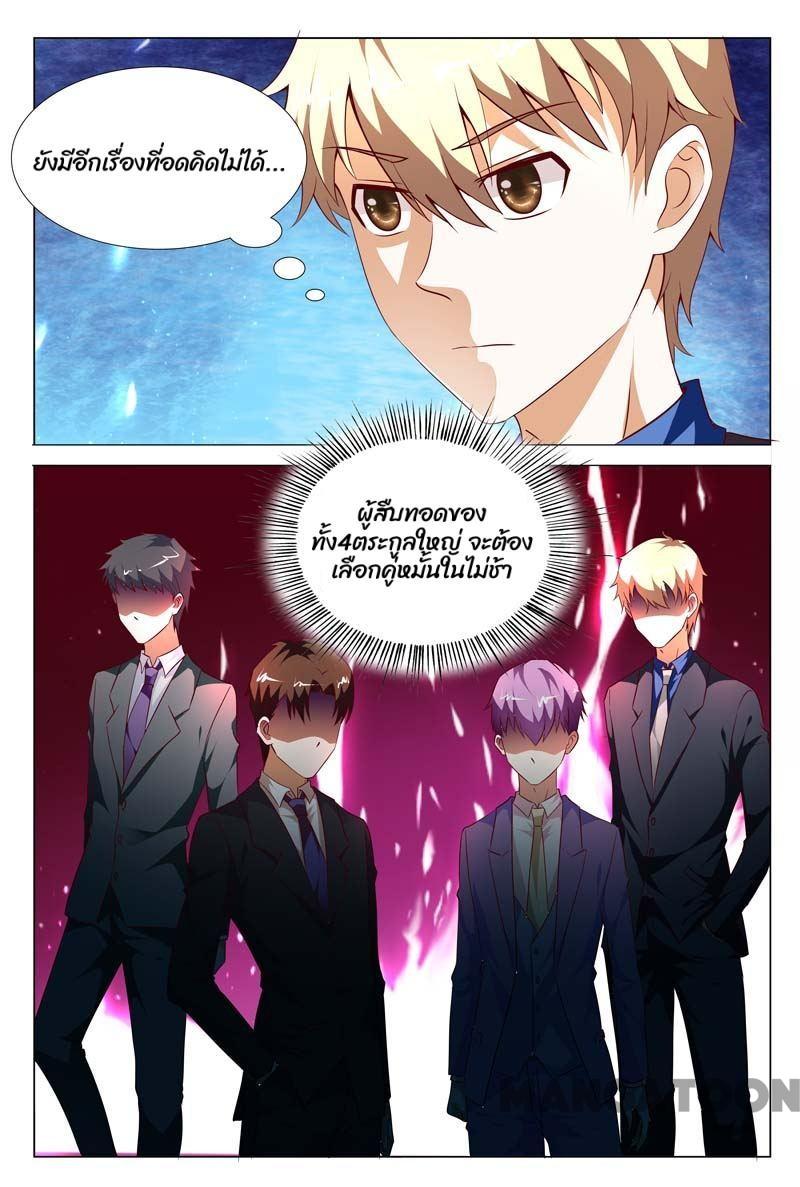 ยังมีอีกเรื่องที่อดคิดไม่ได้...
ผู้สืบทอดของ
ทั้ง4ตระกูลใหญ่ จะต้อง
เลือกคู่หมั้นในไม่ช้า
MANGATOON